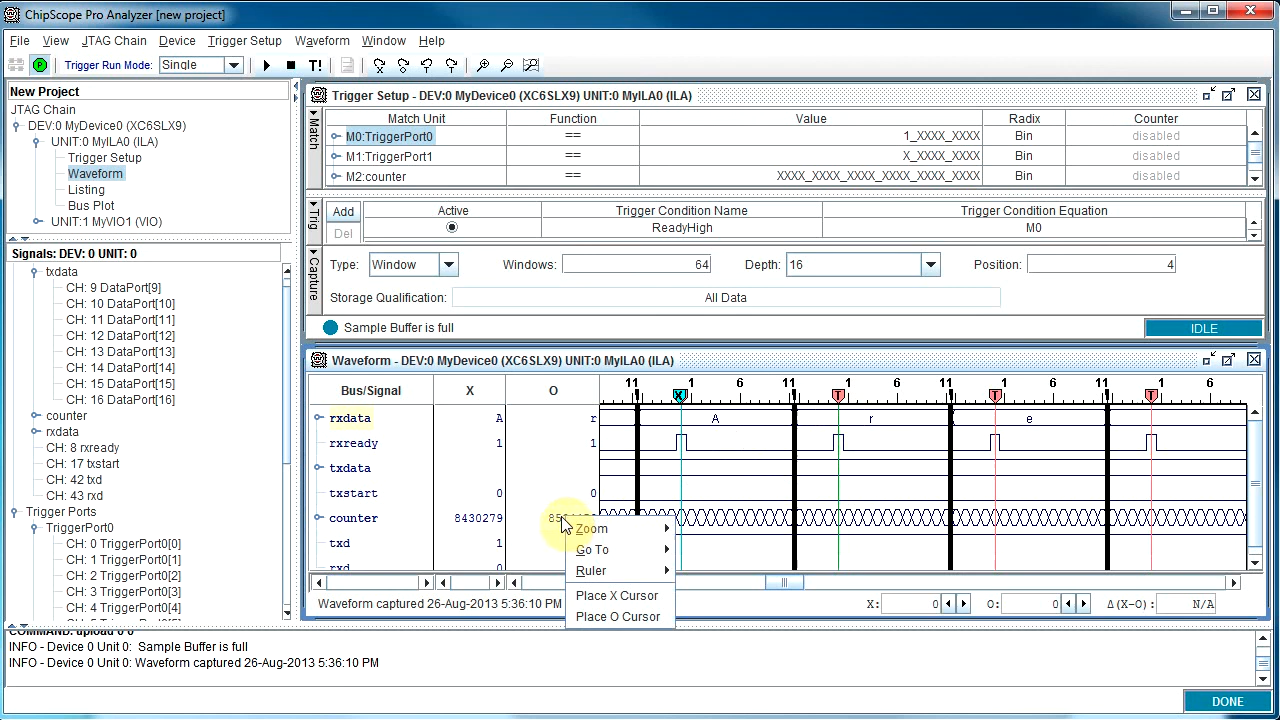 ChipScope Pro Analyzer [new project]
File View JTAG Chain Device Trigger Setup Waveform Window Help
Trigger Run Mode: Single T!
New Project
JTAG Chain
DEV:0 MyDevice0 (XC6SLX9)
UNIT:0 MyILA0 (ILA)
Trigger Setup
Waveform
Listing
Bus Plot
UNIT:1 MyVIO1 (VIO)
Signals: DEV: 0 UNIT: 0
txdata
CH: 9 DataPort[9]
CH: 10 DataPort[10]
CH: 11 DataPort[11]
CH: 12 DataPort[12]
CH: 13 DataPort[13]
CH: 14 DataPort[14]
CH: 15 DataPort[15]
CH: 16 DataPort[16]
counter
rxdata
CH: 8 rxready
CH: 17 txstart
CH: 42 txd
CH: 43 rxd
Trigger Ports
TriggerPort0
CH: 0 TriggerPort0[0]
CH: 1 TriggerPort0[1]
CH: 2 TriggerPort0[2]
CH: 3 TriggerPort0[3]
CH: 4 TriggerPort0[4]
Trigger Setup - DEV:0 MyDevice0 (XC6SLX9) UNIT:0 MyILA0 (ILA)
Match
Match Unit Function Value Radix Counter
M0:TriggerPort0 == 1_XXXX_XXXX Bin disabled
M1:TriggerPort1 == X_XXXX_XXXX Bin disabled
M2:counter == XXXX_XXXX_XXXX_XXXX_XXXX_XXXX Bin disabled
Trig
Add Active Trigger Condition Name Trigger Condition Equation
Del ReadyHigh M0
Capture
Type: Window Windows: 64 Depth: 16 Position: 4
Storage Qualification: All Data
Sample Buffer is full IDLE
Waveform - DEV:0 MyDevice0 (XC6SLX9) UNIT:0 MyILA0 (ILA)
Bus/Signal X O 11 1 6 11 1 6 11 1 6 11 1 6
X T T T
rxdata A r A r e
rxready 1 1
txdata
txstart 0 0
counter 8430279
txd 1
rxd 0
Zoom
Go To
Ruler
Place X Cursor
Place O Cursor
Waveform captured 26-Aug-2013 5:36:10 PM X: 0 O: 0 Δ(X-O): N/A
COMMAND: upload 0 0
INFO - Device 0 Unit 0: Sample Buffer is full
INFO - Device 0 Unit 0: Waveform captured 26-Aug-2013 5:36:10 PM
DONE